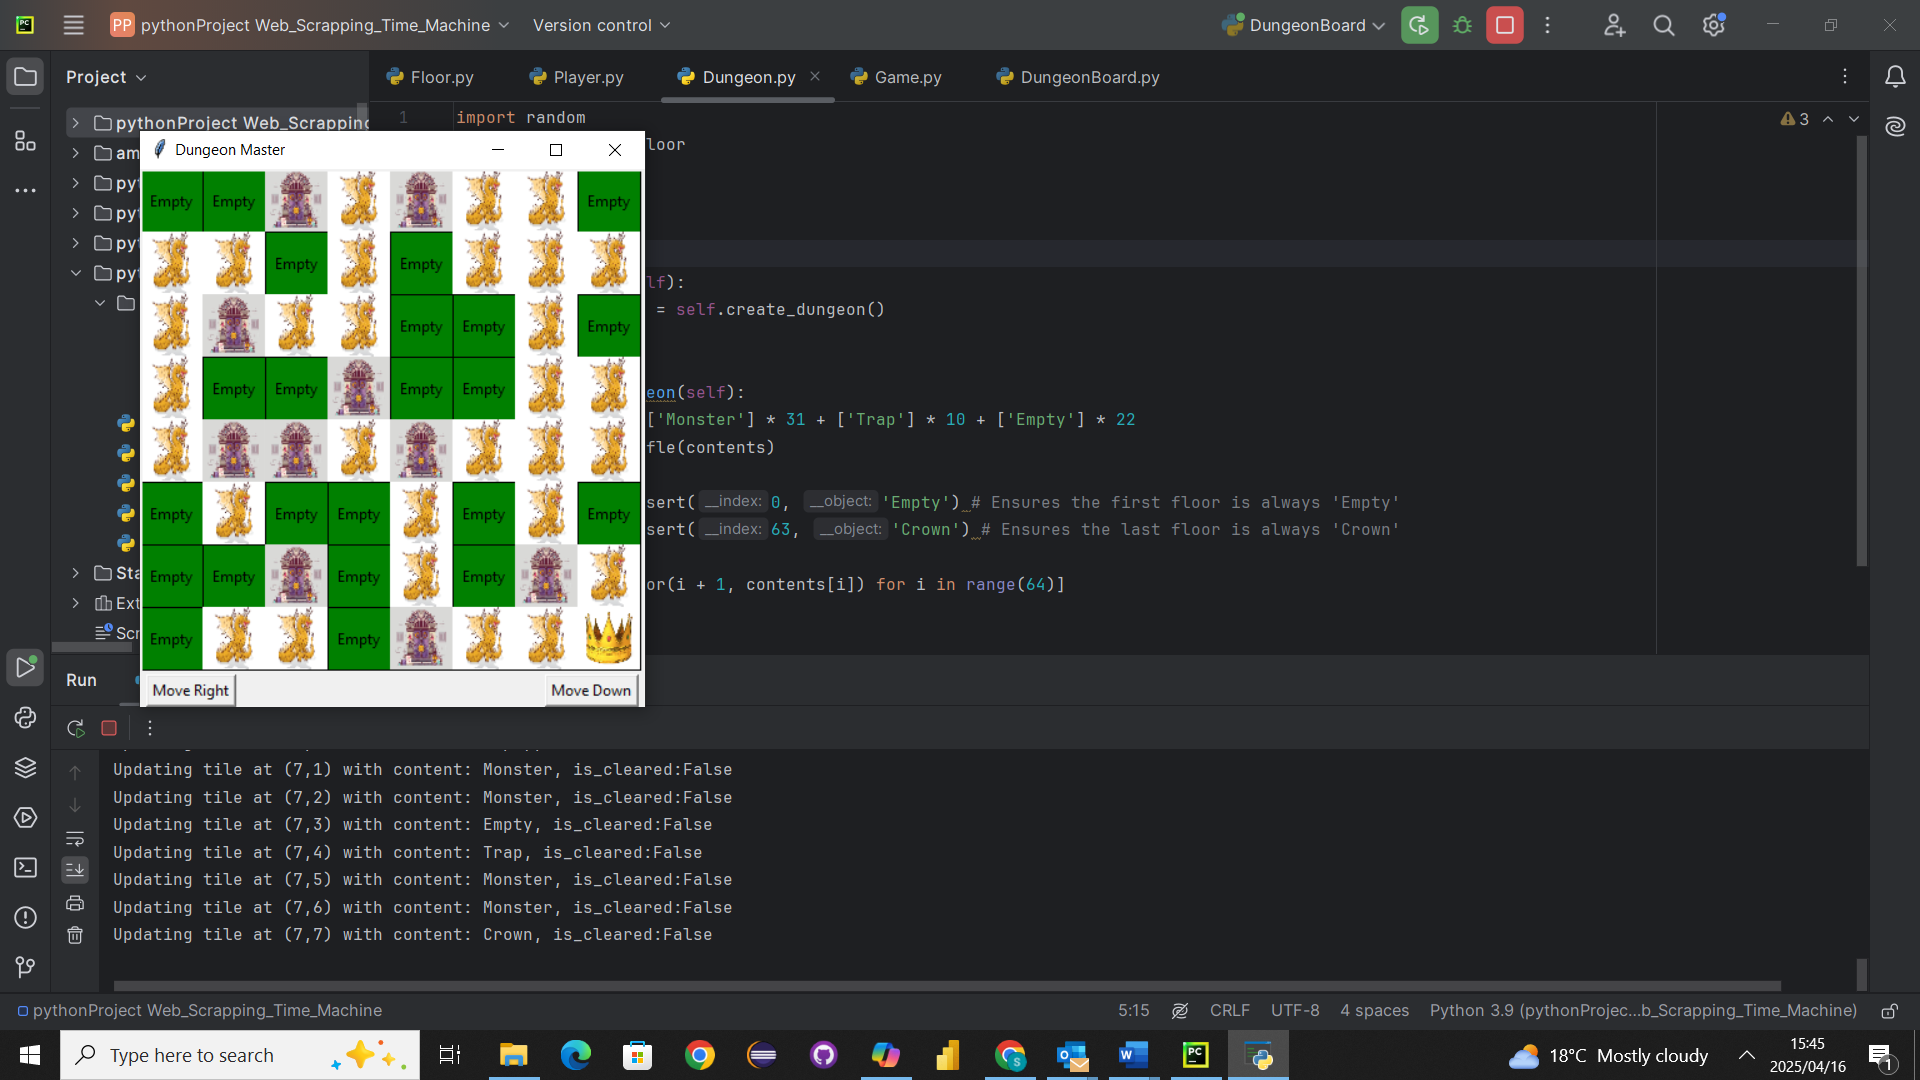 PP pythonProject Web_Scrapping_Time_Machine Version control DungeonBoard
Project Floor.py Player.py Dungeon.py Game.py DungeonBoard.py
pythonProject Web_Scrapping
1 import random
3
Dungeon Master
am
loor
py
py
py
py
Empty Empty Empty
Empty Empty
Empty Empty Empty
Empty Empty Empty Empty
Empty Empty Empty Empty Empty
Empty Empty Empty Empty
Empty Empty
Move Right Move Down
lf):
= self.create_dungeon()
eon(self):
['Monster'] * 31 + ['Trap'] * 10 + ['Empty'] * 22
fle(contents)
sert( __index: 0, __object: 'Empty') # Ensures the first floor is always 'Empty'
sert( __index: 63, __object: 'Crown') # Ensures the last floor is always 'Crown'
or(i + 1, contents[i]) for i in range(64)]
Sta
Ext
Scr
Run
Updating tile at (7,1) with content: Monster, is_cleared:False
Updating tile at (7,2) with content: Monster, is_cleared:False
Updating tile at (7,3) with content: Empty, is_cleared:False
Updating tile at (7,4) with content: Trap, is_cleared:False
Updating tile at (7,5) with content: Monster, is_cleared:False
Updating tile at (7,6) with content: Monster, is_cleared:False
Updating tile at (7,7) with content: Crown, is_cleared:False
pythonProject Web_Scrapping_Time_Machine 5:15 CRLF UTF-8 4 spaces Python 3.9 (pythonProjec...b_Scrapping_Time_Machine)
Type here to search 18°C Mostly cloudy 15:45
2025/04/16 1